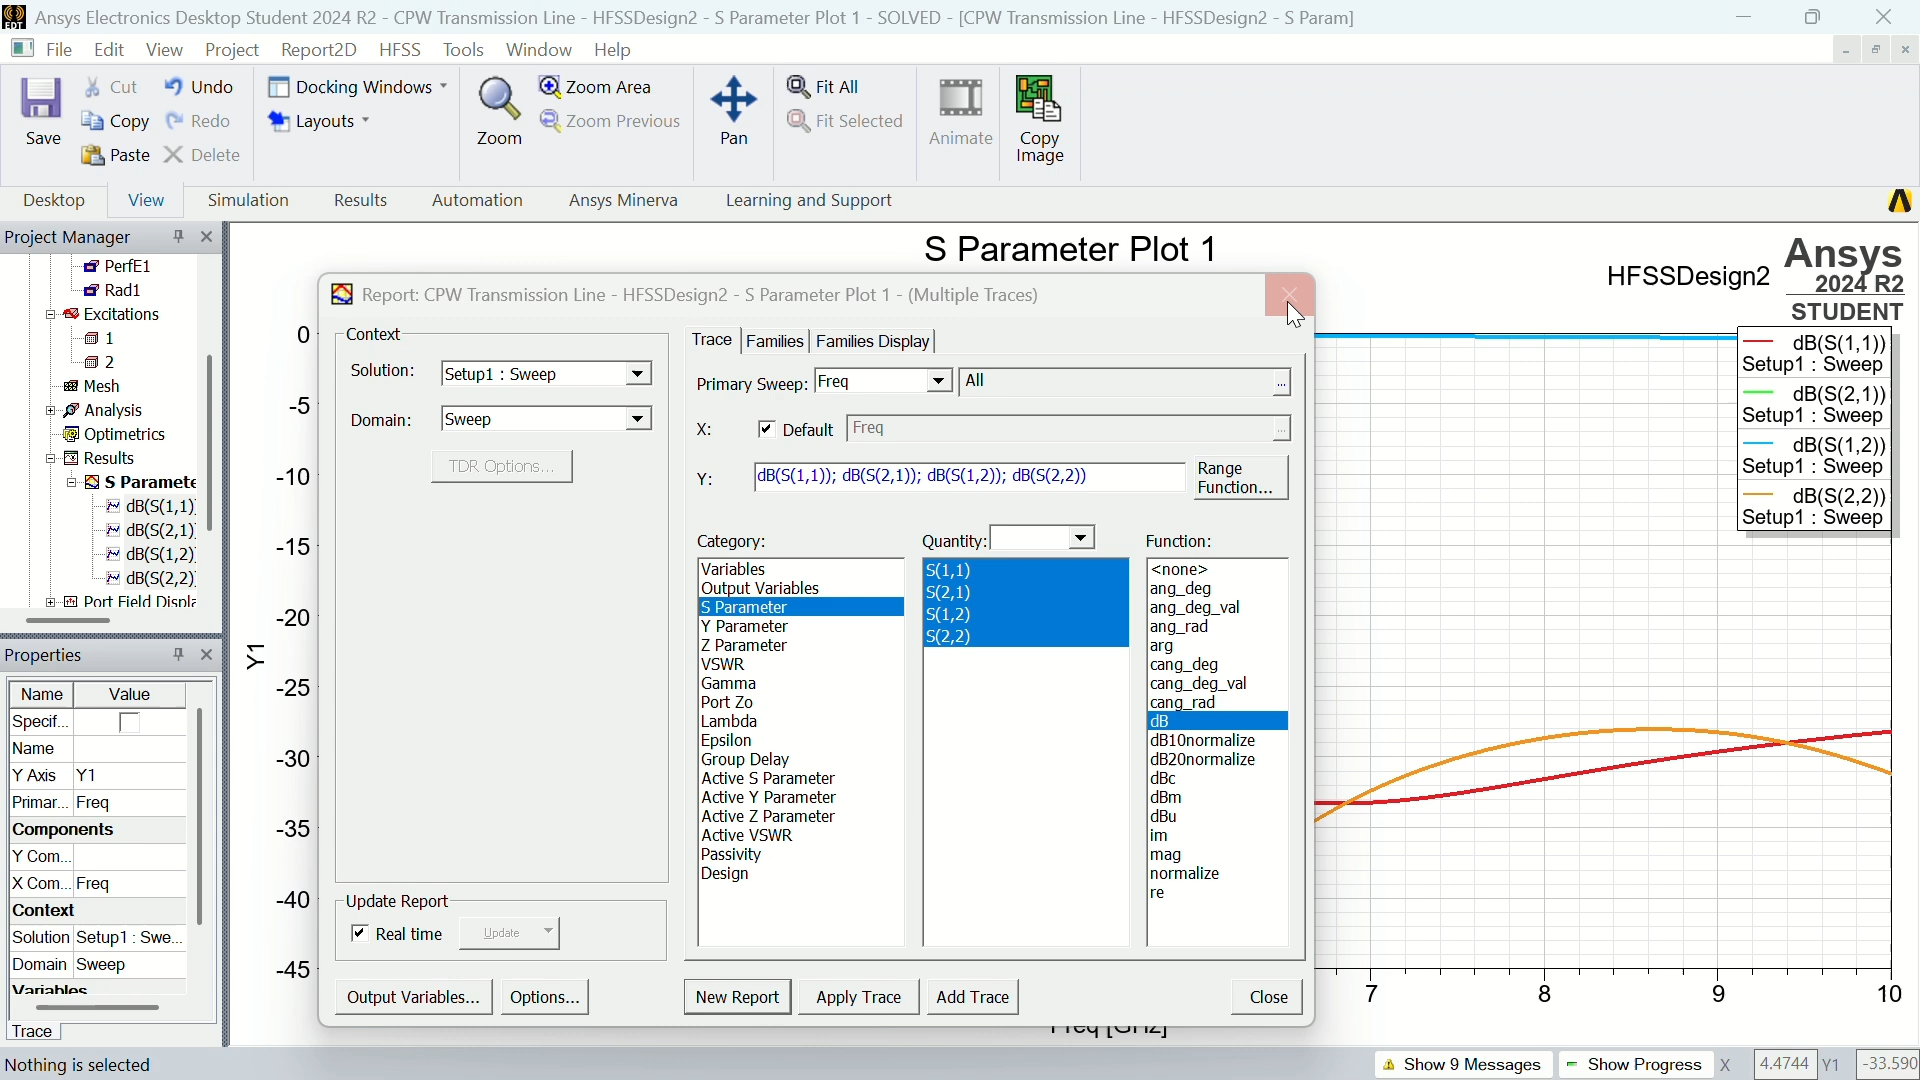 EDT Ansys Electronics Desktop Student 2024 R2 - CPW Transmission Line - HFSSDesign2 - S Parameter Plot 1 - SOLVED - [CPW Transmission Line - HFSSDesign2 - S Param]
File Edit View Project Report2D HFSS Tools Window Help
Save
Cut
Copy
Paste
Undo
Redo
Delete
Docking Windows
Layouts
Zoom
Zoom Area
Zoom Previous
Pan
Fit All
Fit Selected
Animate
Copy
Image
Desktop View Simulation Results Automation Ansys Minerva Learning and Support
Project Manager
PerfE1
Rad1
Excitations
1
2
Mesh
Analysis
Optimetrics
Results
S Paramete
dB(S(1,1)
dB(S(2,1)
dB(S(1,2)
dB(S(2,2)
Port Field Displa
Properties
Name Value
Specif...
Name
Y Axis Y1
Primar... Freq
Components
Y Com...
X Com... Freq
Context
Solution Setup1 : Swe...
Domain Sweep
Variables
Trace
S Parameter Plot 1
HFSSDesign2
Ansys
2024 R2
STUDENT
dB(S(1,1))
Setup1 : Sweep
dB(S(2,1))
Setup1 : Sweep
dB(S(1,2))
Setup1 : Sweep
dB(S(2,2))
Setup1 : Sweep
0
-5
-10
-15
-20
-25
-30
-35
-40
-45
Y1
7 8 9 10
Freq [GHz]
Report: CPW Transmission Line - HFSSDesign2 - S Parameter Plot 1 - (Multiple Traces)
Context
Solution: Setup1 : Sweep
Domain: Sweep
TDR Options...
Update Report
Real time Update
Output Variables... Options...
Trace Families Families Display
Primary Sweep: Freq All ...
X: Default Freq ...
Y: dB(S(1,1)); dB(S(2,1)); dB(S(1,2)); dB(S(2,2))
Range
Function...
Category:
Variables
Output Variables
S Parameter
Y Parameter
Z Parameter
VSWR
Gamma
Port Zo
Lambda
Epsilon
Group Delay
Active S Parameter
Active Y Parameter
Active Z Parameter
Active VSWR
Passivity
Design
Quantity:
S(1,1)
S(2,1)
S(1,2)
S(2,2)
Function:
<none>
ang_deg
ang_deg_val
ang_rad
arg
cang_deg
cang_deg_val
cang_rad
dB
dB10normalize
dB20normalize
dBc
dBm
dBu
im
mag
normalize
re
New Report Apply Trace Add Trace Close
Nothing is selected
Show 9 Messages Show Progress X 4.4744 Y1 -33.590